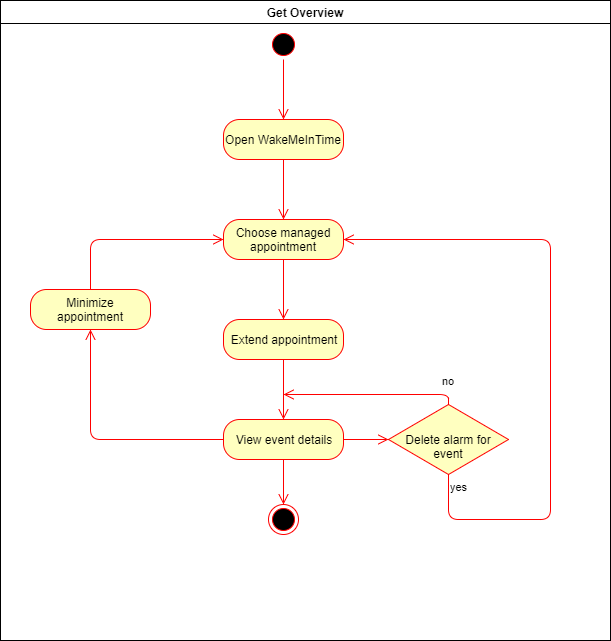 Get Overview
Open WakeMeInTime
Choose managed
appointment
Minimize
appointment
Extend appointment
no
View event details
Delete alarm for
event
yes